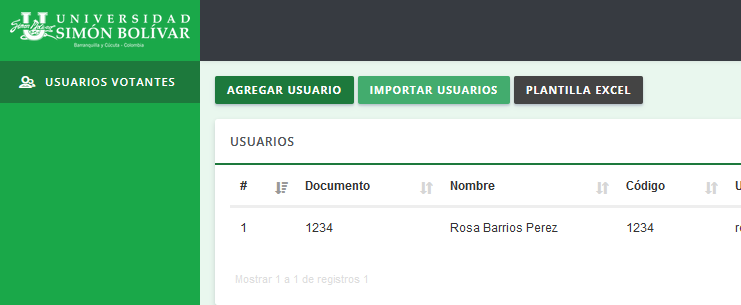 UNIVERSIDAD
SIMÓN BOLÍVAR
Barranquilla y Cúcuta - Colombia
USUARIOS VOTANTES
AGREGAR USUARIO IMPORTAR USUARIOS PLANTILLA EXCEL
USUARIOS
# Documento Nombre Código
1 1234 Rosa Barrios Perez 1234
Mostrar 1 a 1 de registros 1